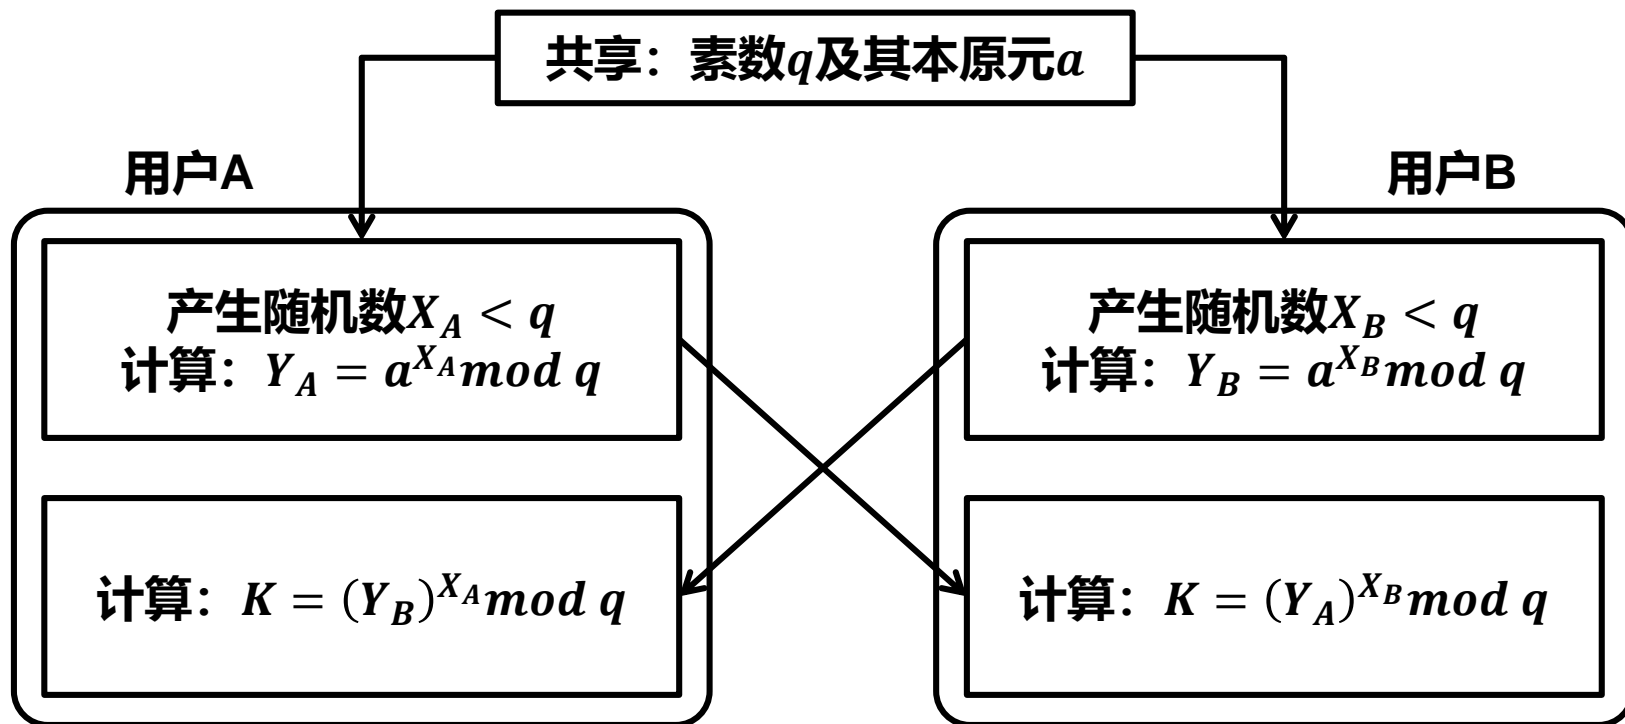 共享：素数q及其本原元a
用户A
用户B
产生随机数X_A < q
计算：Y_A = a^{X_A} mod q
产生随机数X_B < q
计算：Y_B = a^{X_B} mod q
计算：K = (Y_B)^{X_A} mod q
计算：K = (Y_A)^{X_B} mod q